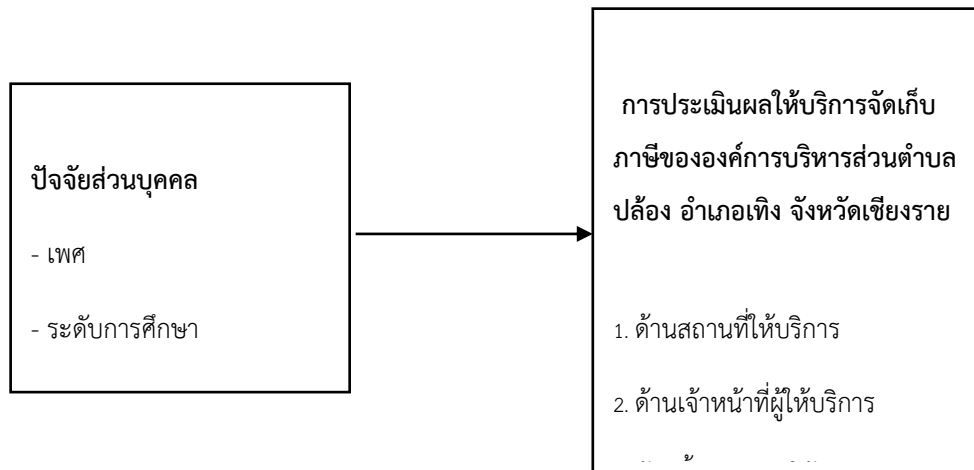 ปัจจัยส่วนบุคคล
- เพศ
- ระดับการศึกษา
การประเมินผลให้บริการจัดเก็บ
ภาษีขององค์การบริหารส่วนตำบล
ปล้อง อำเภอเทิง จังหวัดเชียงราย
1. ด้านสถานที่ให้บริการ
2. ด้านเจ้าหน้าที่ผู้ให้บริการ